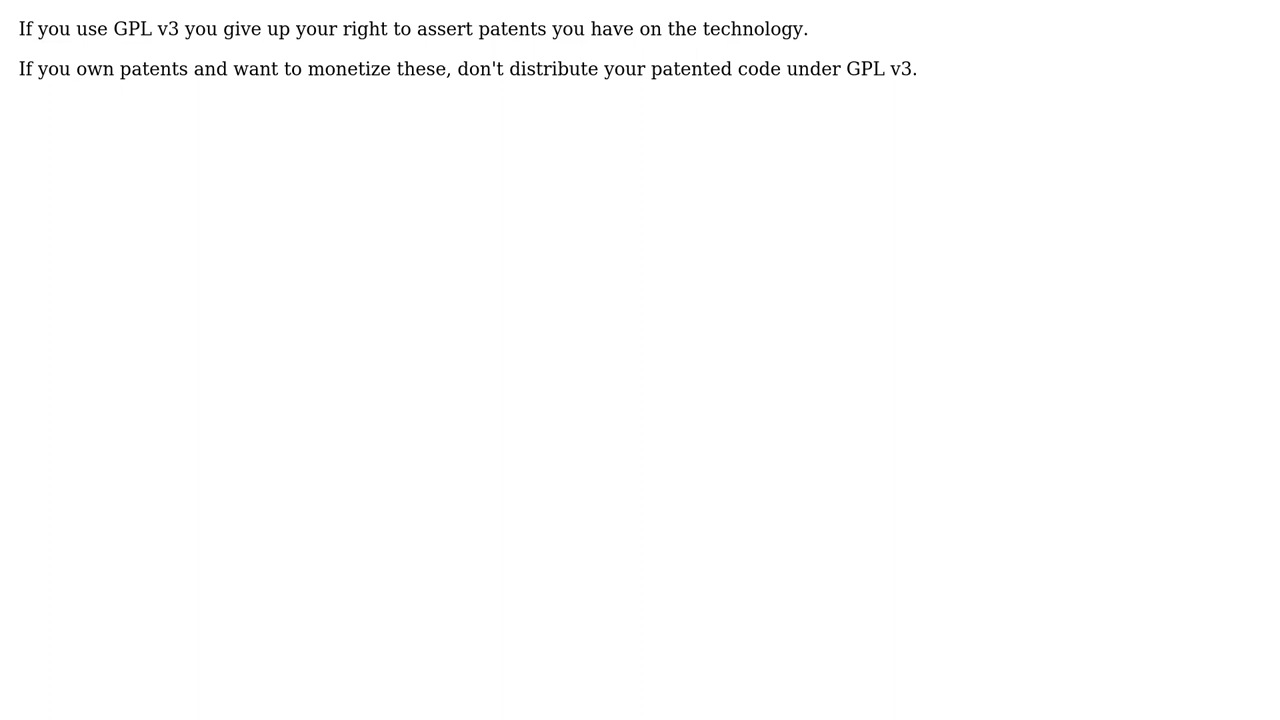 If you use GPL v3 you give up your right to assert patents you have on the technology.
If you own patents and want to monetize these, don't distribute your patented code under GPL v3.